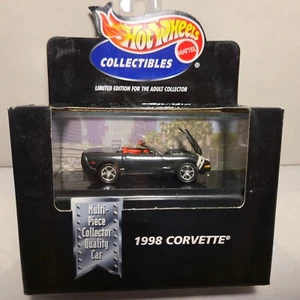 Hot Wheels
MATTEL
COLLECTIBLES
LIMITED EDITION FOR THE ADULT COLLECTOR
Multi-
Piece
Collector
Quality
Car
1998 CORVETTE®